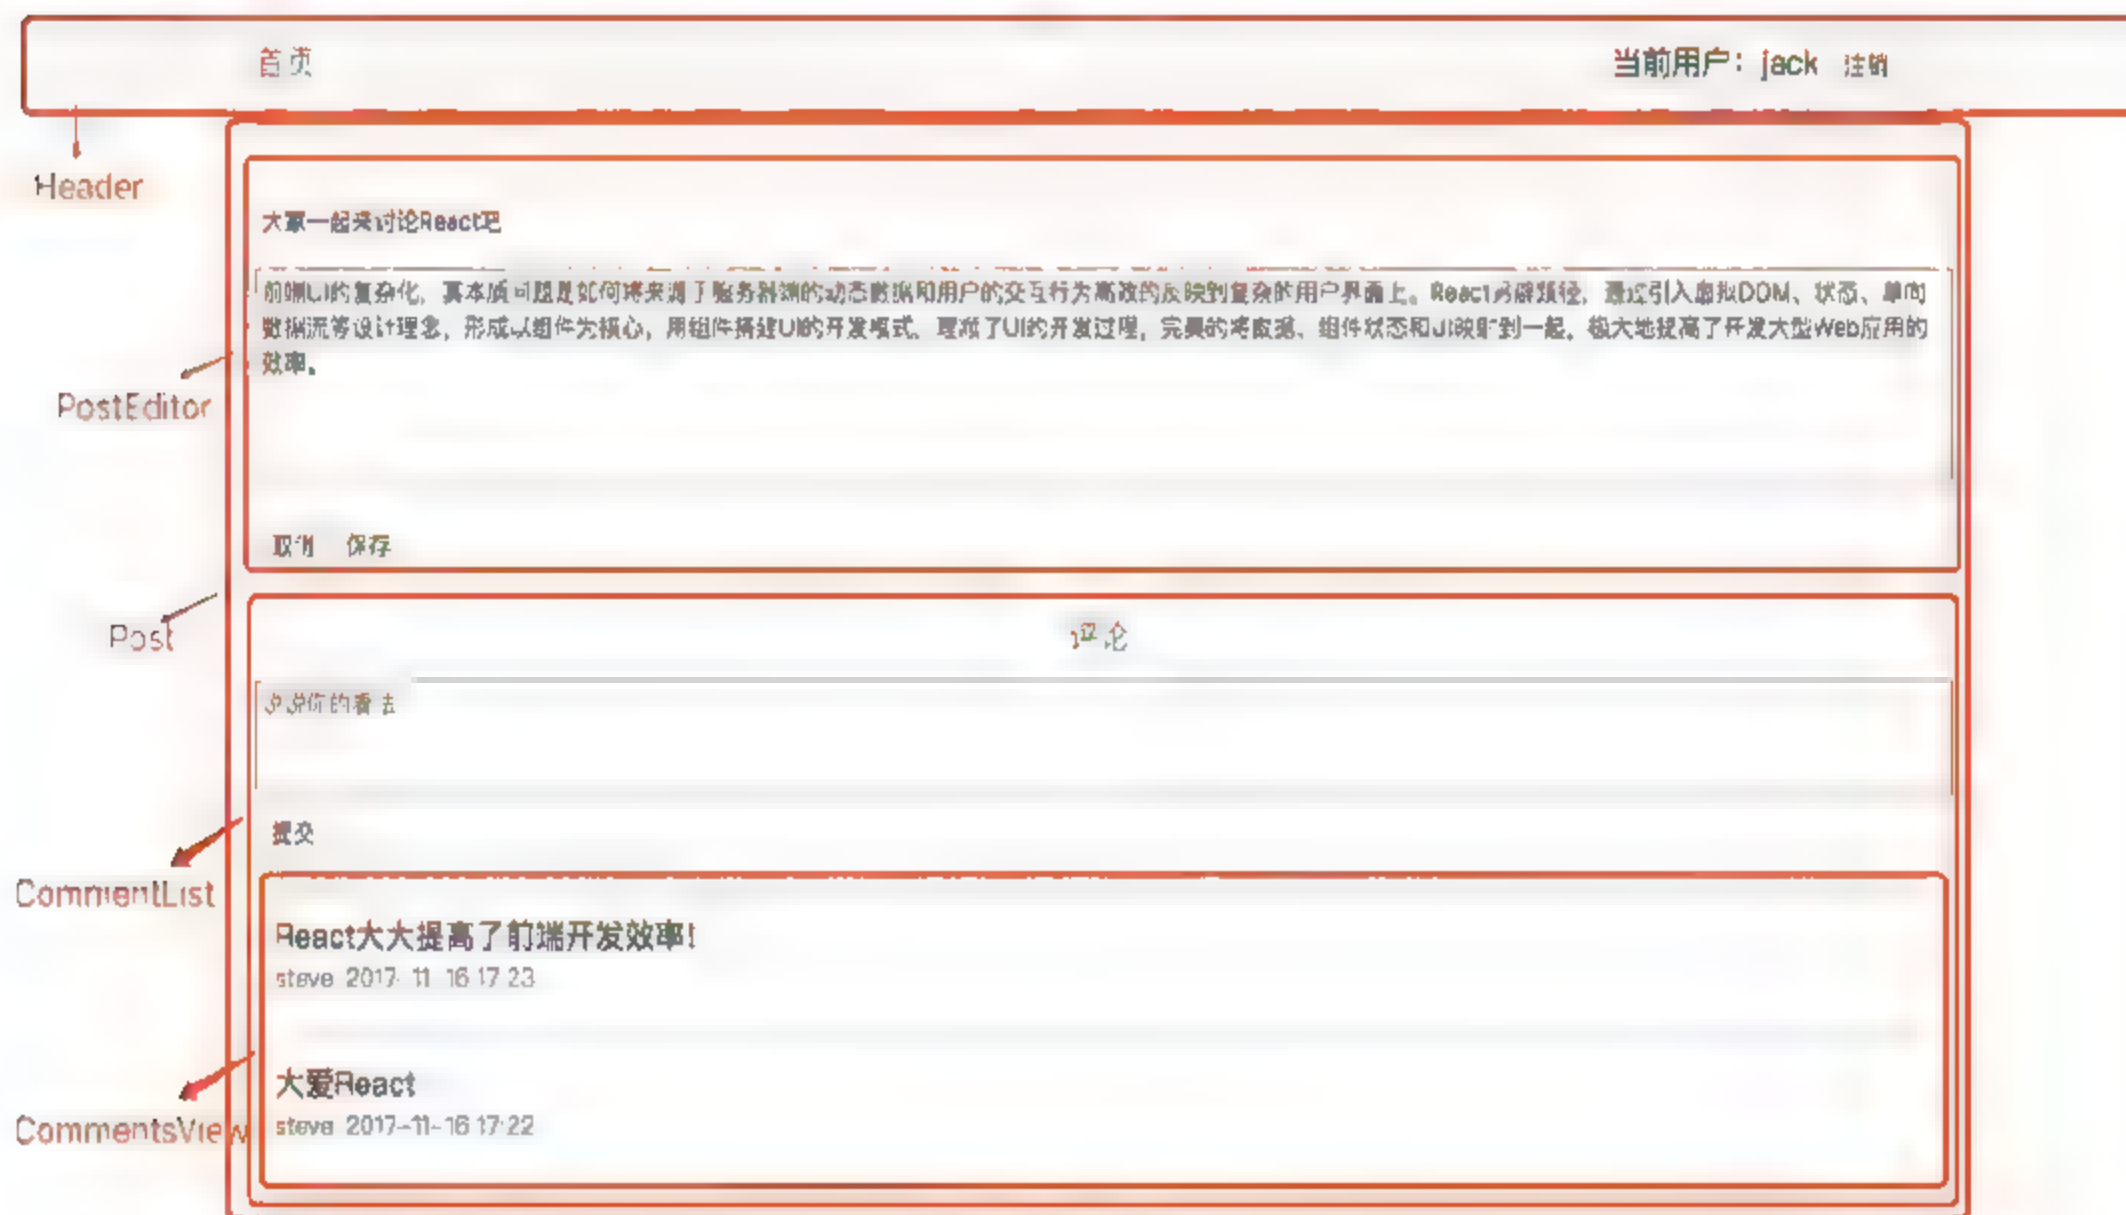 首页
当前用户：jack 注销
Header
大家一起来讨论React吧
前端UI的复杂化，其本质问题是如何将来源于服务器端的动态数据和用户的交互行为高效的反映到复杂的用户界面上。React另辟蹊径，通过引入虚拟DOM、状态、单向
数据流等设计理念，形成以组件为核心，用组件搭建UI的开发模式，理顺了UI的开发过程，完美的将数据、组件状态和UI映射到一起，极大地提高了开发大型Web应用的
效率。
PostEditor
取消 保存
Post
评论
说说你的看法
提交
CommentList
React大大提高了前端开发效率！
steve 2017-11-16 17:23
大爱React
steve 2017-11-16 17:22
CommentsView